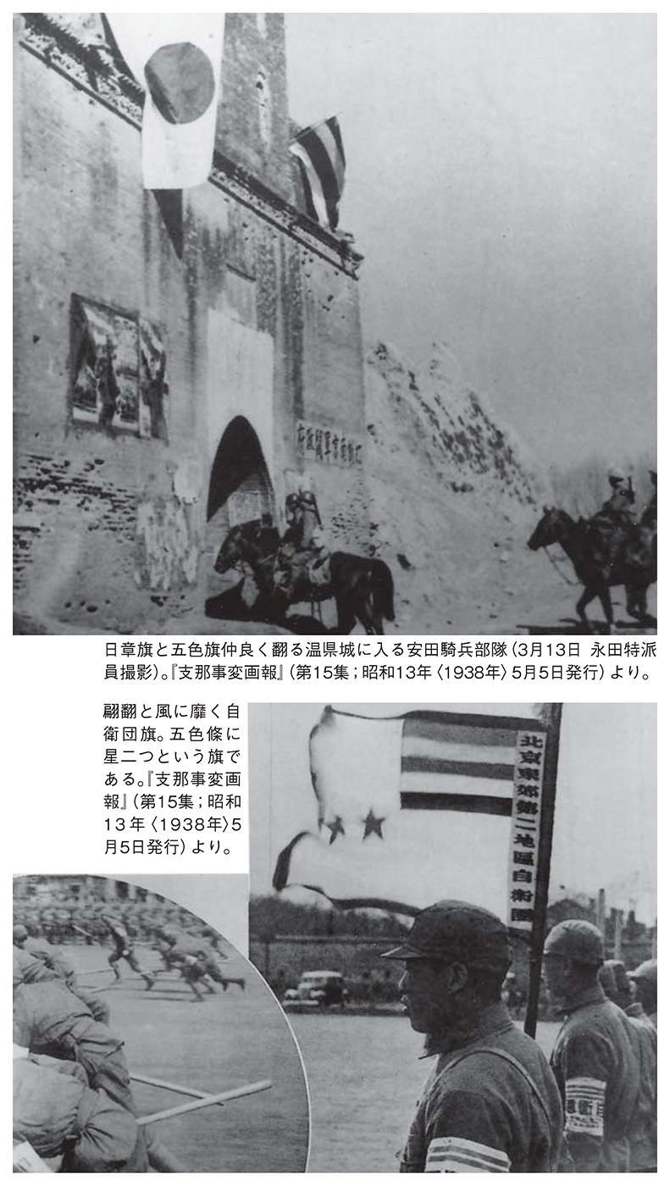 日章旗と五色旗仲良く翻る温県城に入る安田騎兵部隊（3月13日 永田特派
員撮影）。『支那事変画報』（第15集；昭和13年〈1938年〉5月5日発行）より。
翩翻と風に靡く自
衛団旗。五色條に
星二つという旗で
ある。『支那事変画
報』（第15集；昭和
13年〈1938年〉5
月5日発行）より。
北京東郊第二地區自衛團